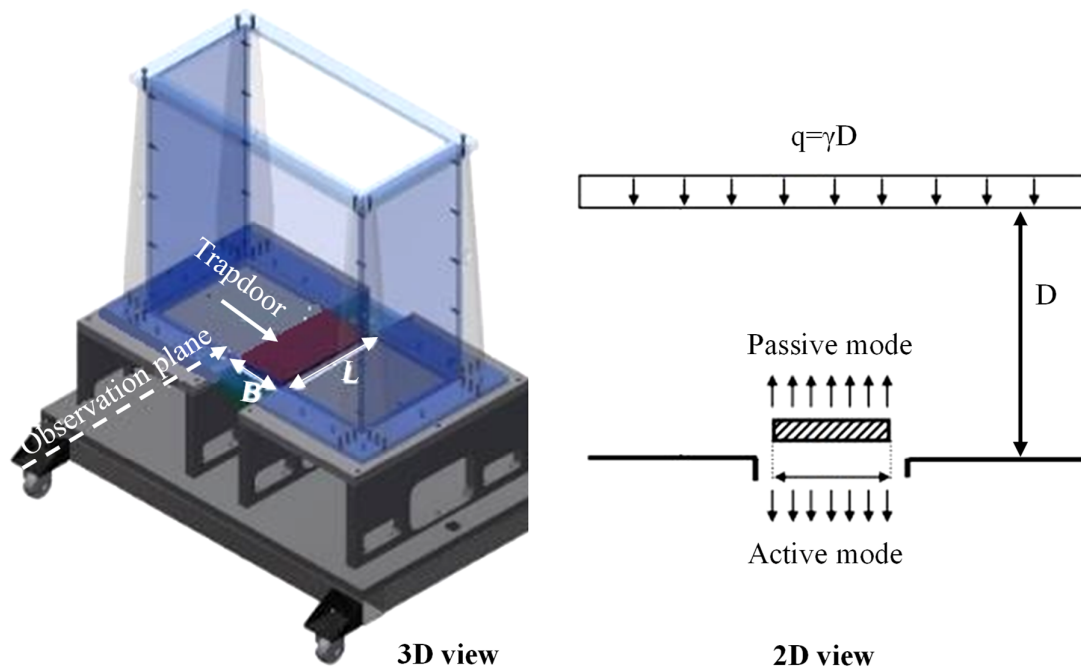 Trapdoor
Observation plane
B
L
3D view
q=γD
D
Passive mode
Active mode
2D view